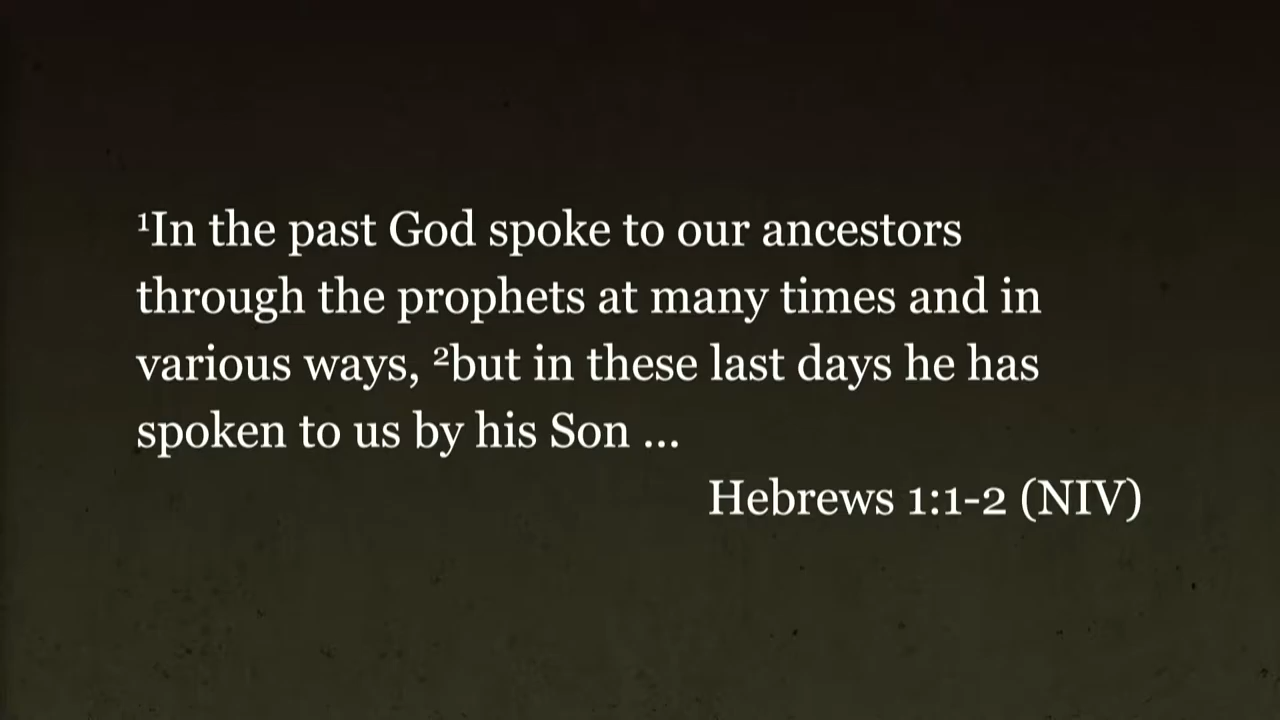 ¹In the past God spoke to our ancestors
through the prophets at many times and in
various ways, ²but in these last days he has
spoken to us by his Son ...
Hebrews 1:1-2 (NIV)